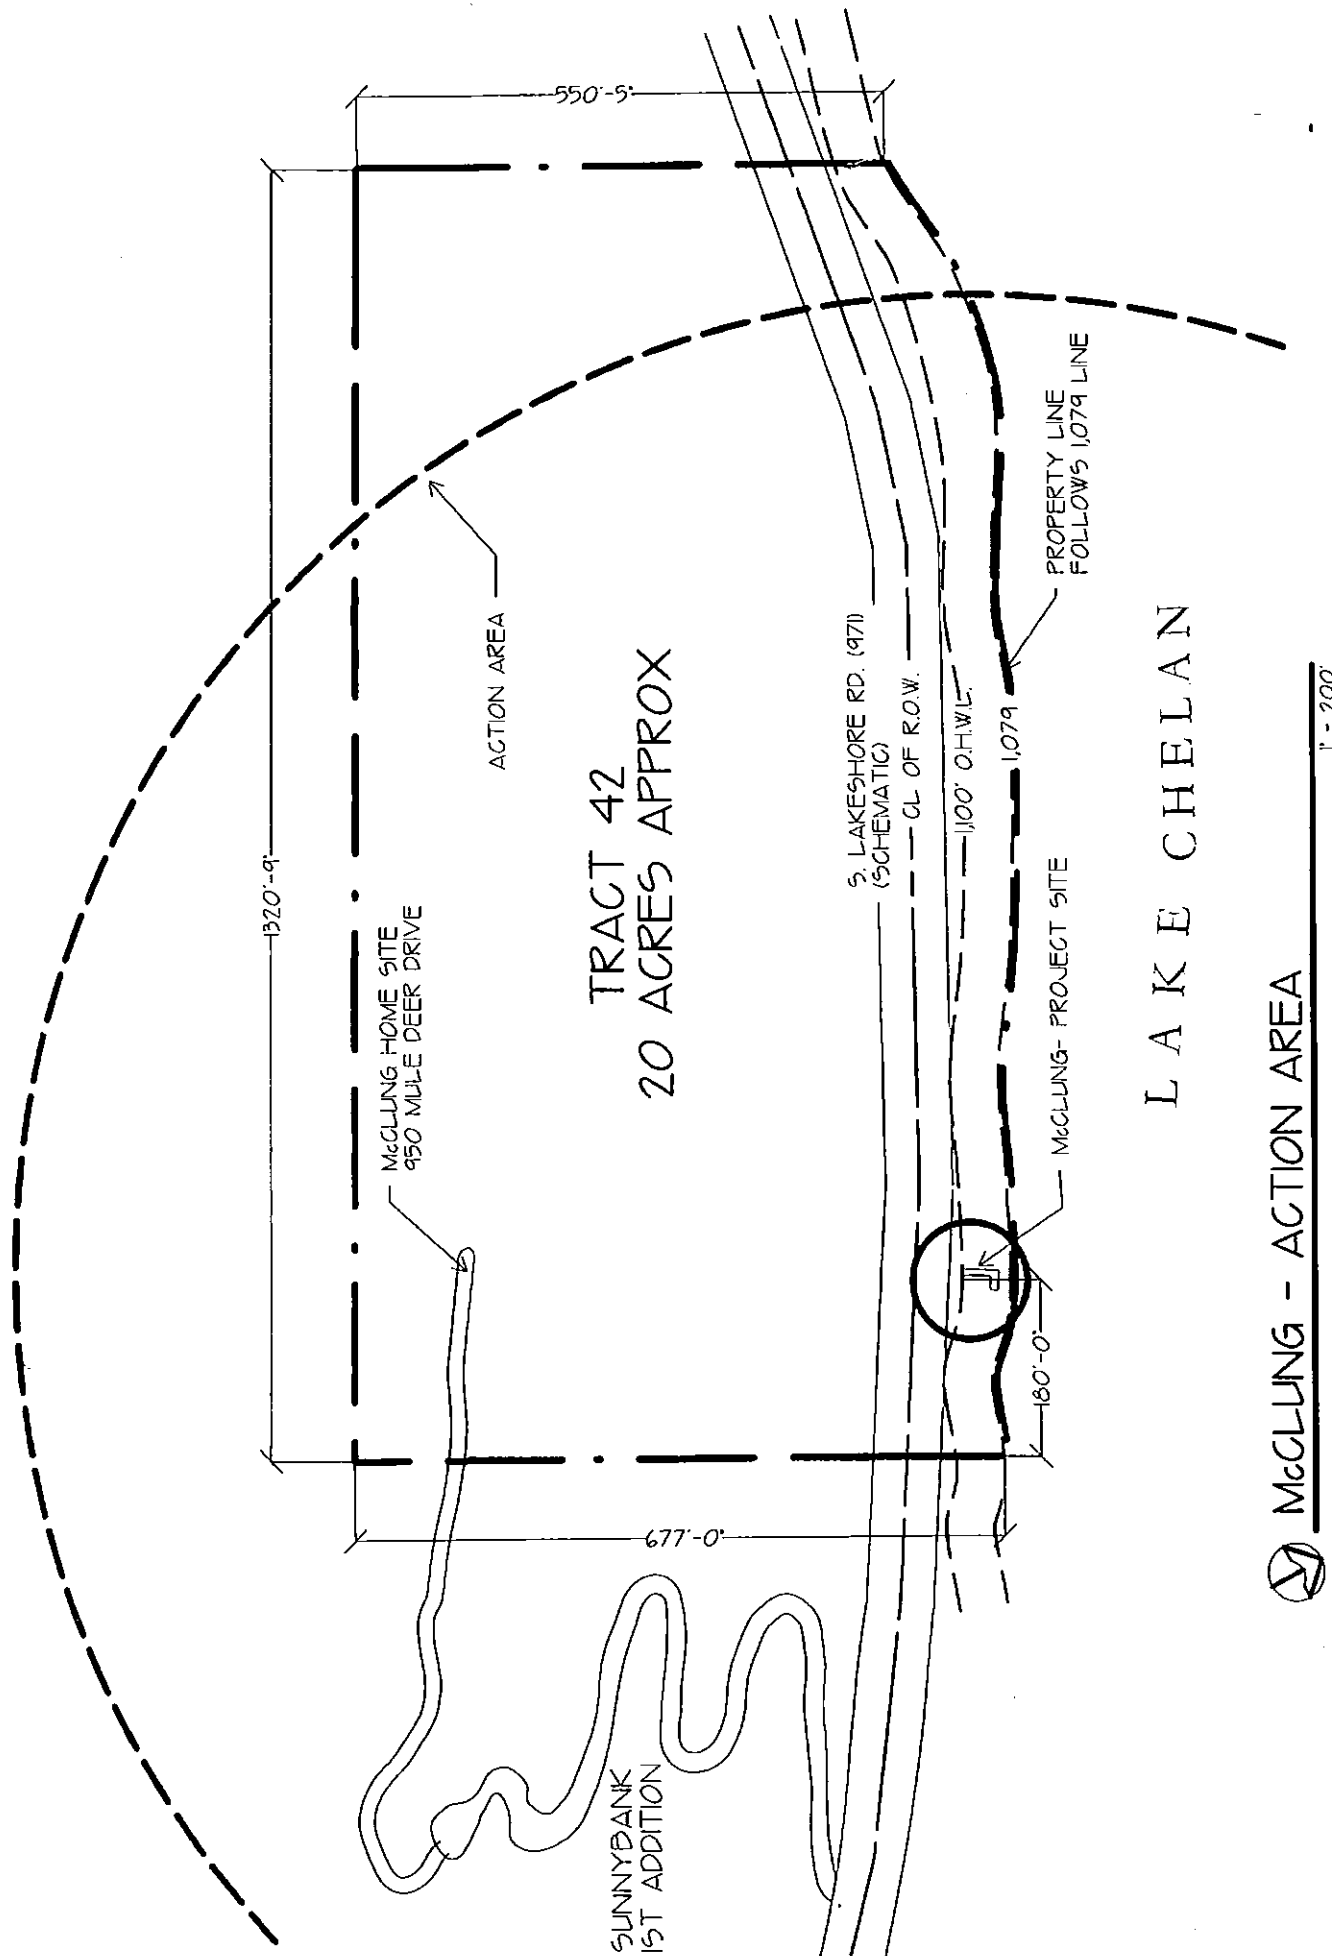 550'-5"
1320'-9"
ACTION AREA
McCLUNG HOME SITE
950 MULE DEER DRIVE
TRACT 42
20 ACRES APPROX
S. LAKESHORE RD. (971)
(SCHEMATIC)
CL OF R.O.W.
1,100' O.H.W.L.
1,079
PROPERTY LINE
FOLLOWS 1,079 LINE
McCLUNG- PROJECT SITE
180'-0"
677'-0"
SUNNYBANK
1ST ADDITION
LAKE CHELAN
McCLUNG - ACTION AREA
1" - 200'